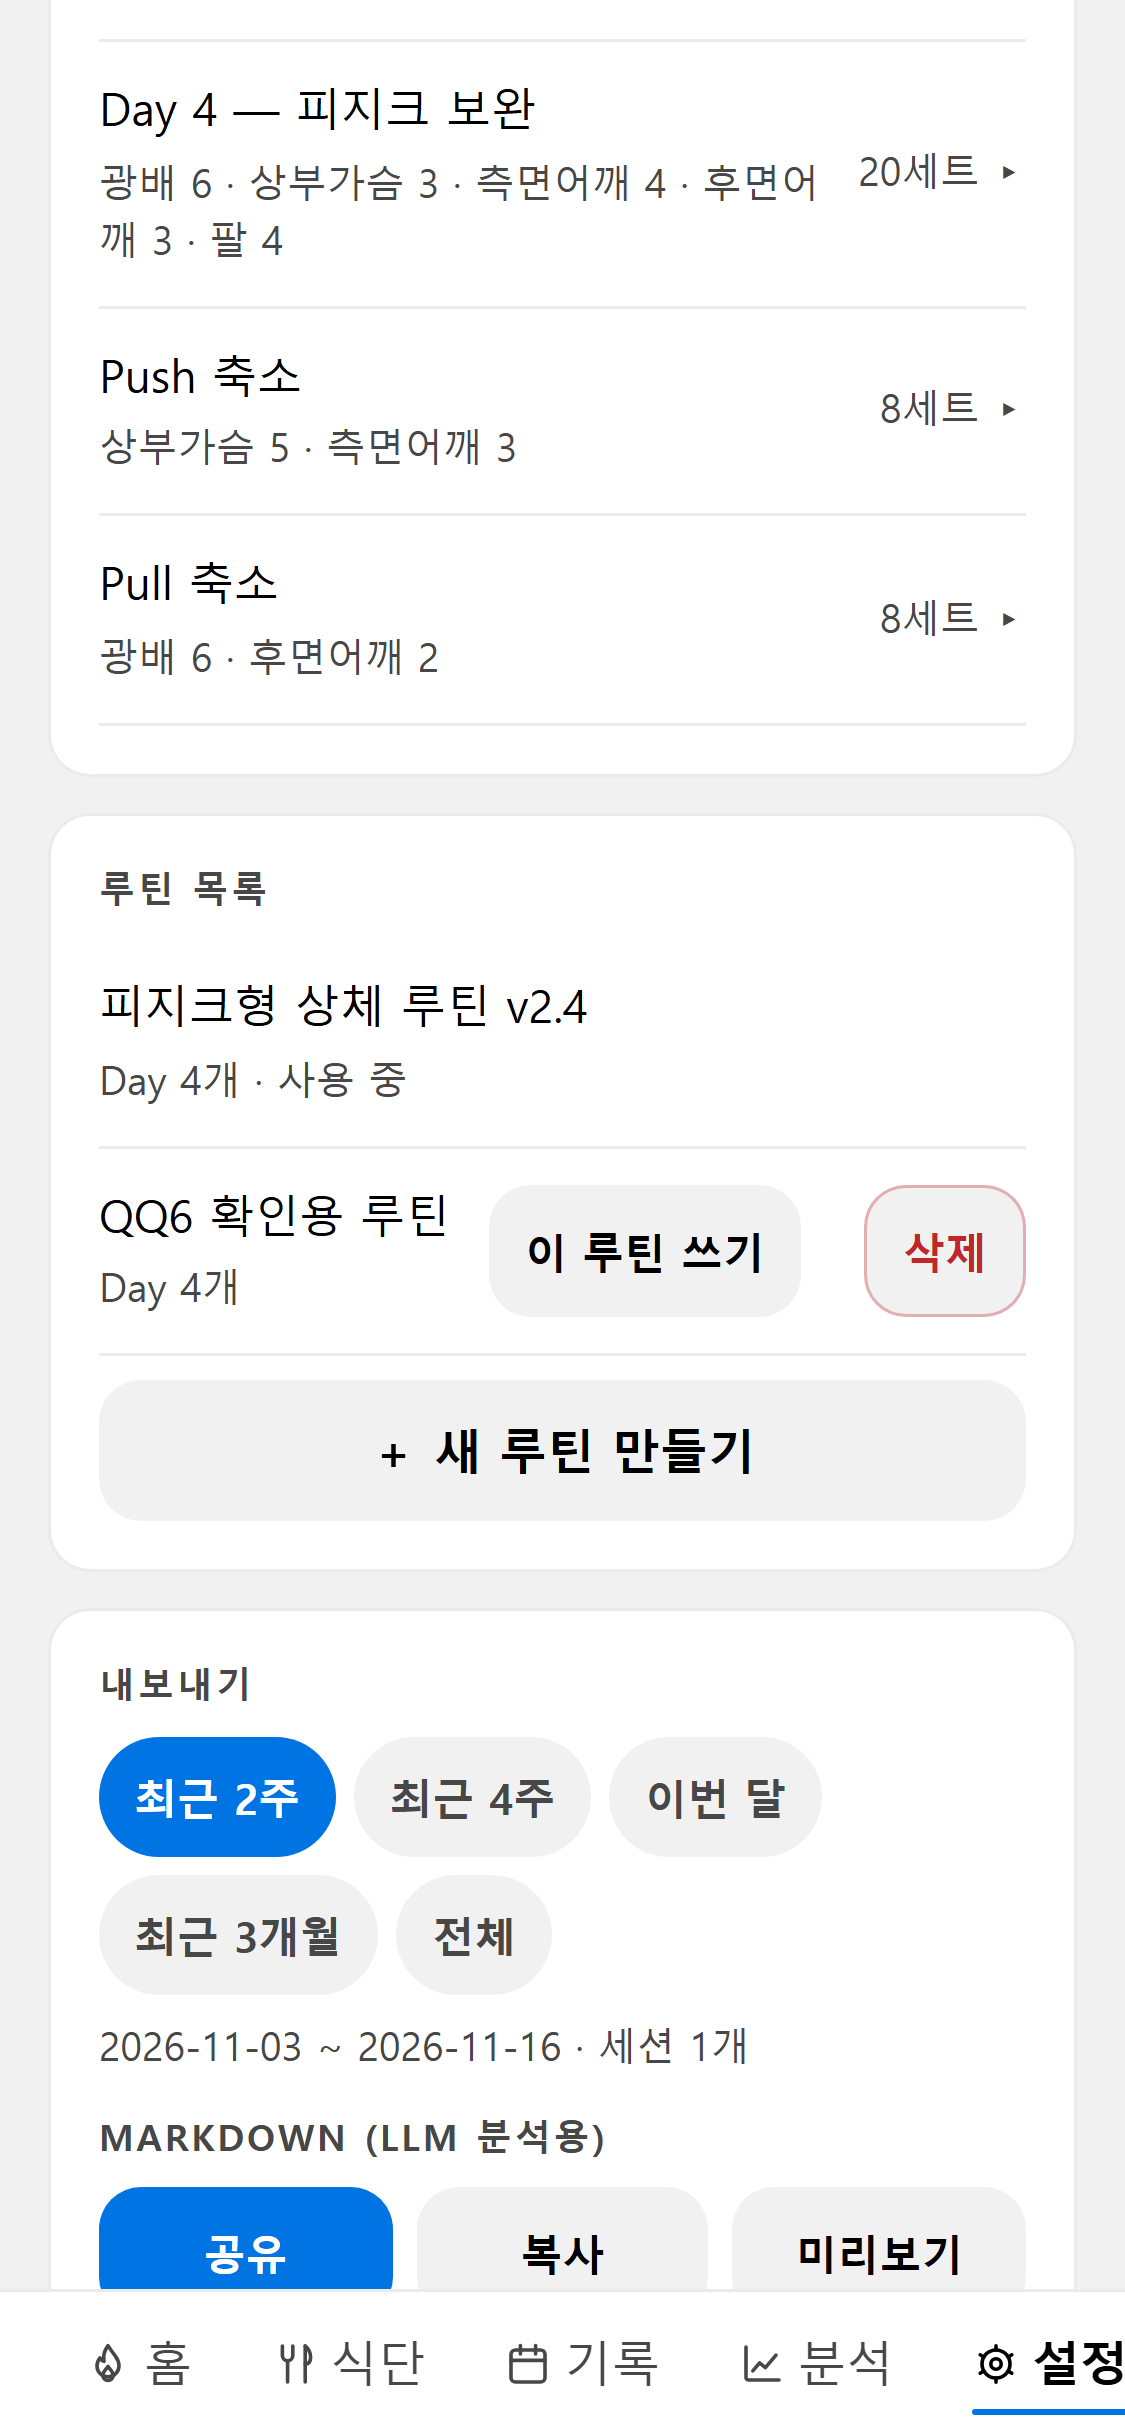 Day 4 — 피지크 보완
광배 6 · 상부가슴 3 · 측면어깨 4 · 후면어
깨 3 · 팔 4
20세트 ▸
Push 축소
상부가슴 5 · 측면어깨 3
8세트 ▸
Pull 축소
광배 6 · 후면어깨 2
8세트 ▸
루틴 목록
피지크형 상체 루틴 v2.4
Day 4개 · 사용 중
QQ6 확인용 루틴
Day 4개
이 루틴 쓰기
삭제
+ 새 루틴 만들기
내보내기
최근 2주
최근 4주
이번 달
최근 3개월
전체
2026-11-03 ~ 2026-11-16 · 세션 1개
MARKDOWN (LLM 분석용)
공유
복사
미리보기
홈
식단
기록
분석
설정